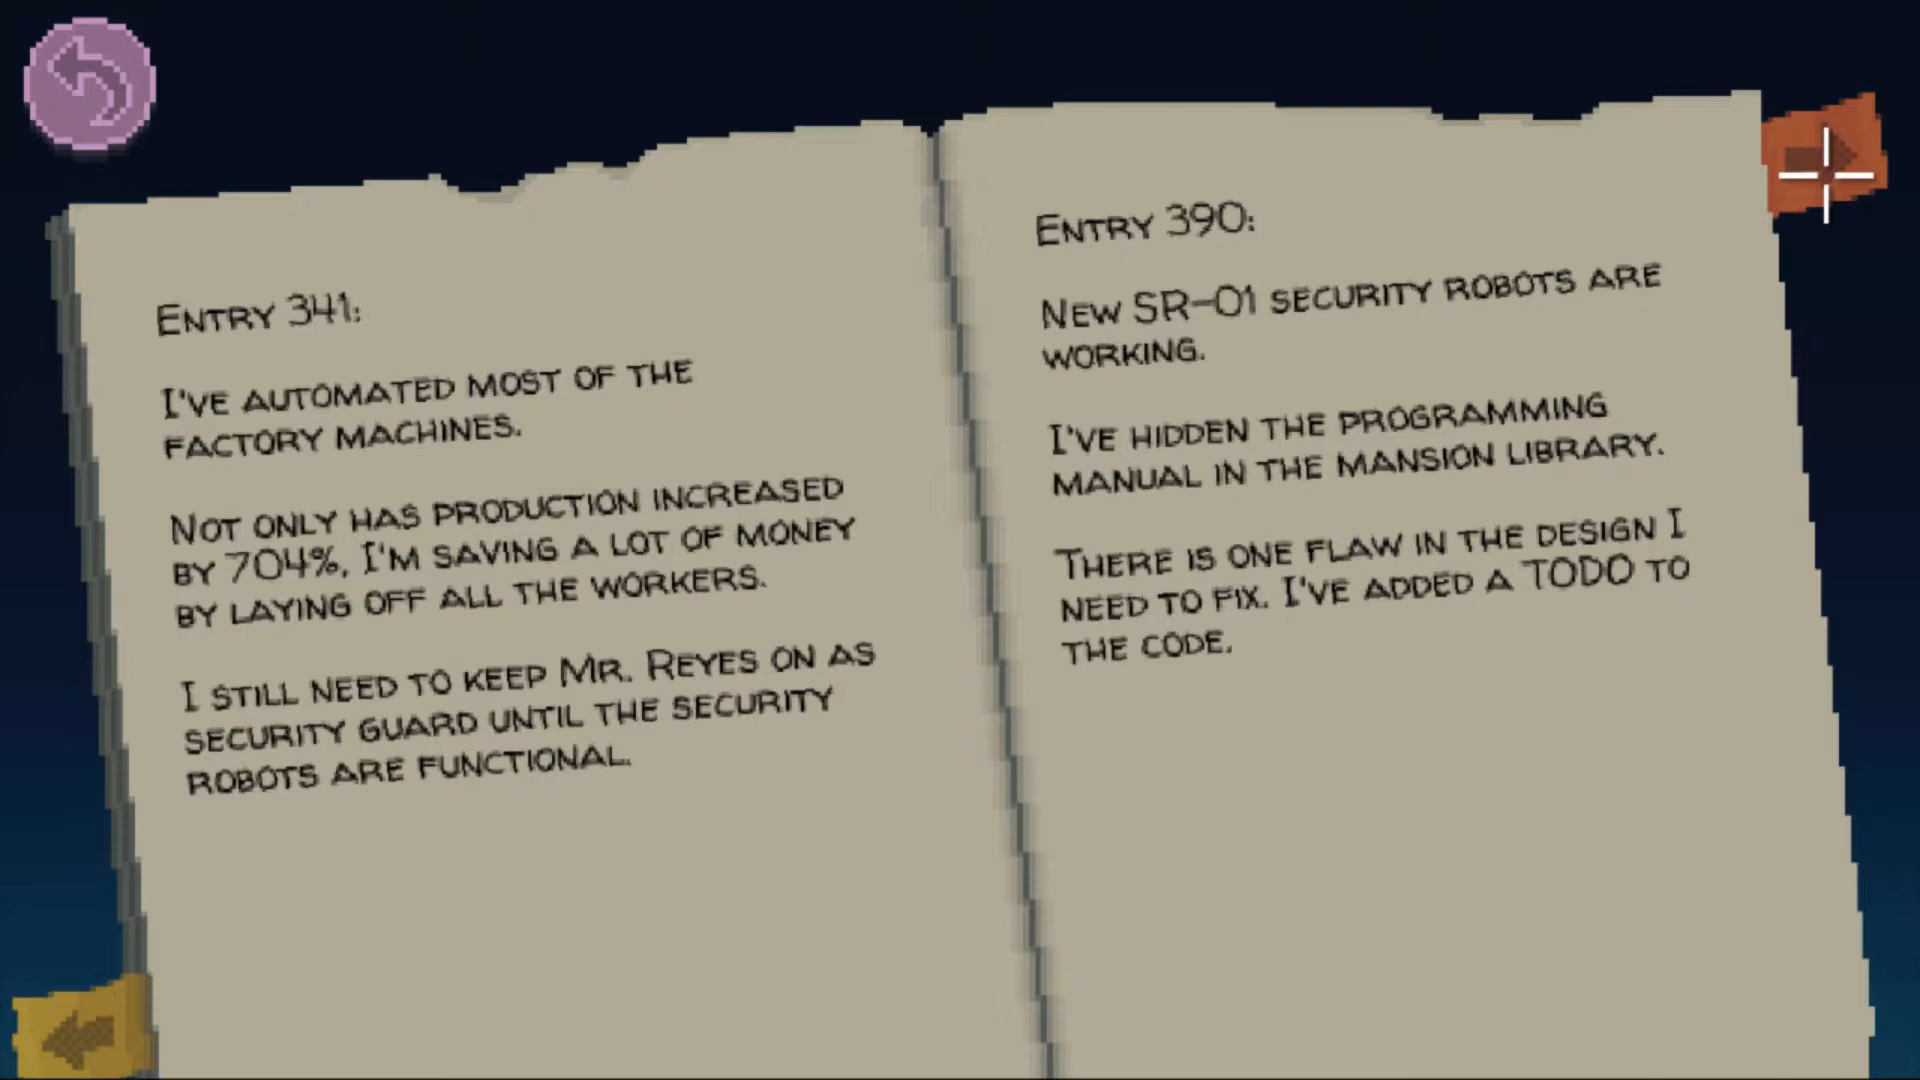 Entry 341:
I've automated most of the
factory machines.
Not only has production increased
by 704%, I'm saving a lot of money
by laying off all the workers.
I still need to keep Mr. Reyes on as
security guard until the security
robots are functional.
Entry 390:
New SR-01 security robots are
working.
I've hidden the programming
manual in the mansion library.
There is one flaw in the design I
need to fix. I've added a TODO to
the code.